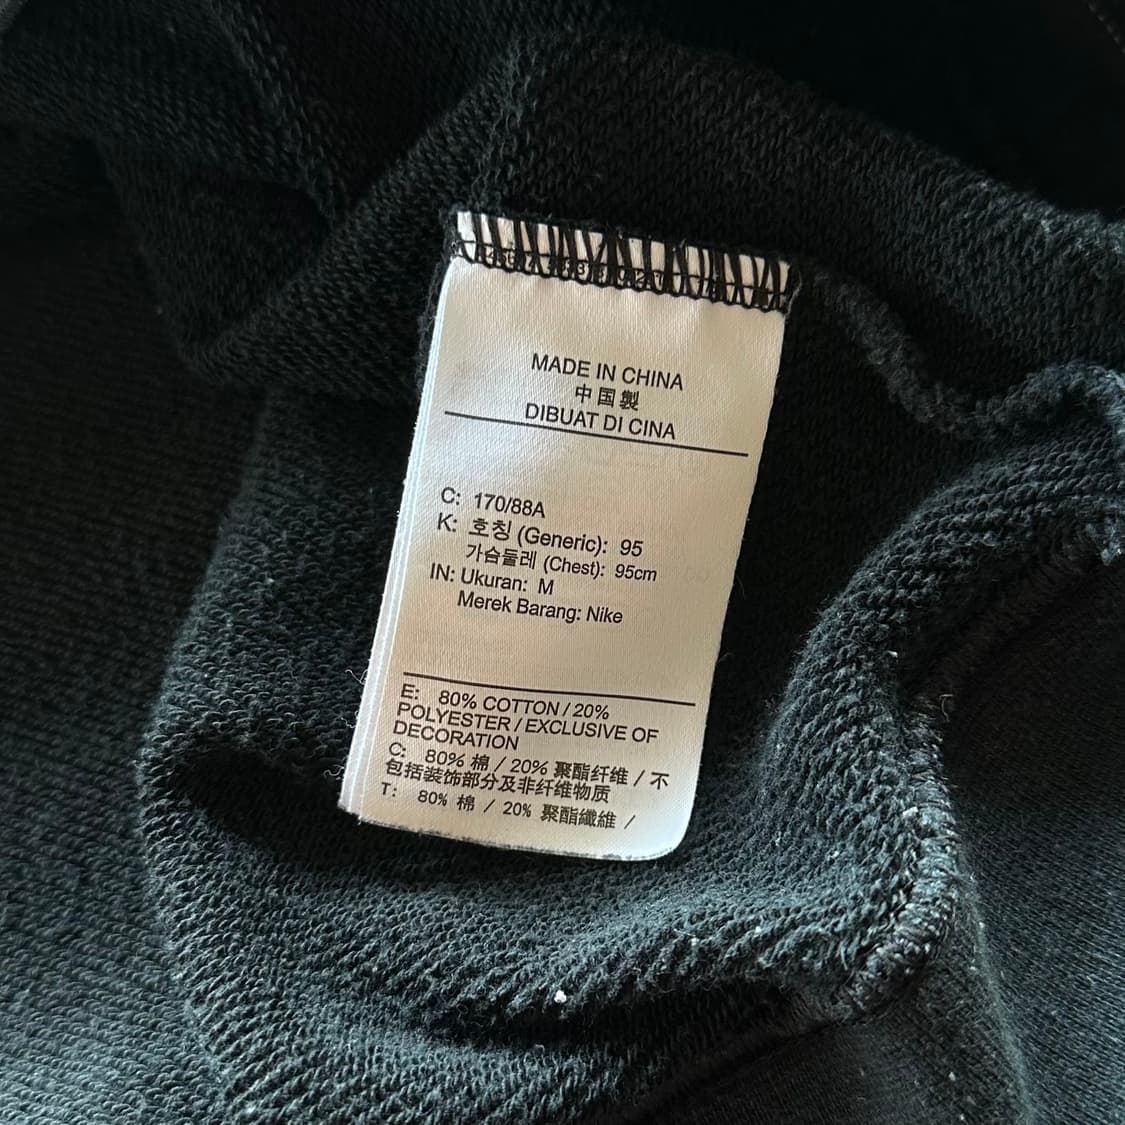 MADE IN CHINA
中国製
DIBUAT DI CINA
C: 170/88A
K: 호칭 (Generic): 95
가슴둘레 (Chest): 95cm
IN: Ukuran: M
Merek Barang: Nike
E: 80% COTTON / 20%
POLYESTER / EXCLUSIVE OF
DECORATION
C: 80% 棉 / 20% 聚酯纤维 / 不
包括装饰部分及非纤维物质
T: 80% 棉 / 20% 聚酯纖維 /